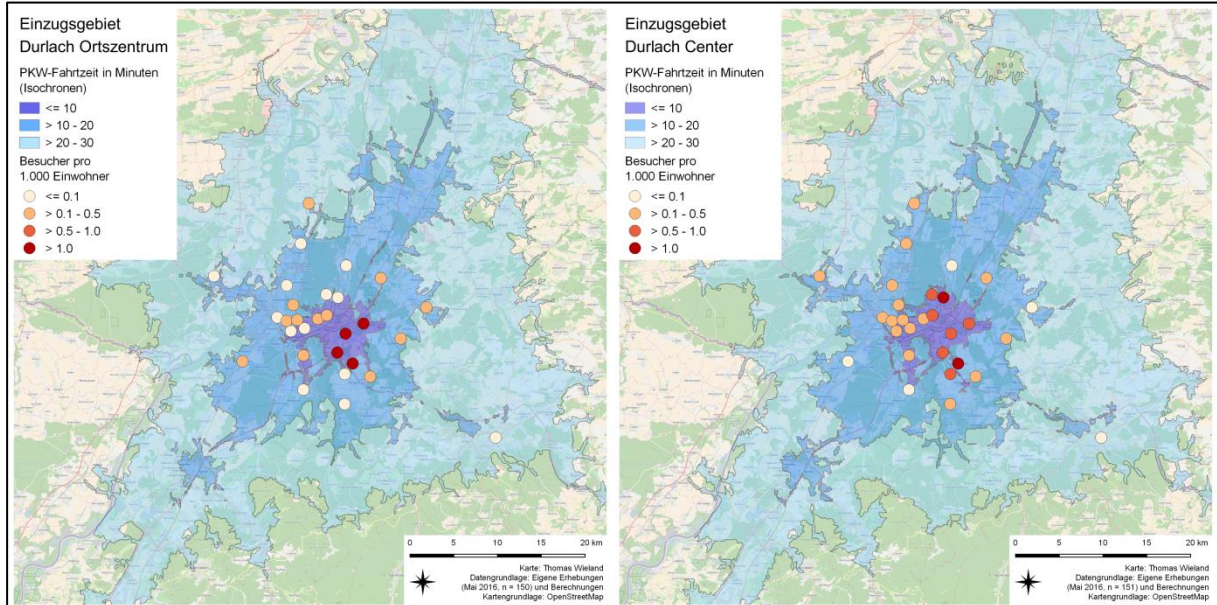 Einzugsgebiet
Durlach Ortszentrum
PKW-Fahrtzeit in Minuten
(Isochronen)
<= 10
> 10 - 20
> 20 - 30
Besucher pro
1.000 Einwohner
<= 0.1
> 0.1 - 0.5
> 0.5 - 1.0
> 1.0
0 5 10 15 20 km
Karte: Thomas Wieland
Datengrundlage: Eigene Erhebungen
(Mai 2016, n = 150) und Berechnungen
Kartengrundlage: OpenStreetMap
Einzugsgebiet
Durlach Center
PKW-Fahrtzeit in Minuten
(Isochronen)
<= 10
> 10 - 20
> 20 - 30
Besucher pro
1.000 Einwohner
<= 0.1
> 0.1 - 0.5
> 0.5 - 1.0
> 1.0
0 5 10 15 20 km
Karte: Thomas Wieland
Datengrundlage: Eigene Erhebungen
(Mai 2016, n = 151) und Berechnungen
Kartengrundlage: OpenStreetMap